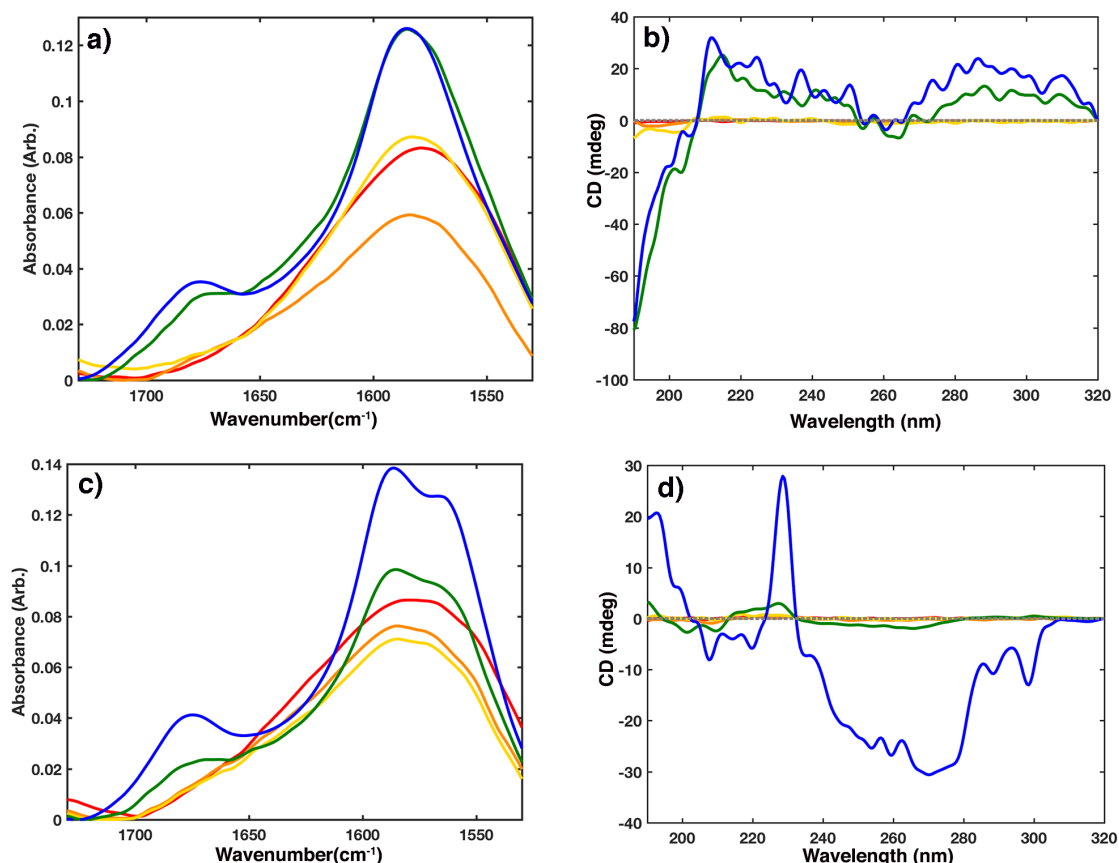 a)
Absorbance (Arb.)
0.12
0.1
0.08
0.06
0.04
0.02
0
1700 1650 1600 1550
Wavenumber(cm⁻¹)
b)
CD (mdeg)
40
20
0
-20
-40
-60
-80
-100
200 220 240 260 280 300 320
Wavelength (nm)
c)
Absorbance (Arb.)
0.14
0.12
0.1
0.08
0.06
0.04
0.02
0
1700 1650 1600 1550
Wavenumber(cm⁻¹)
d)
CD (mdeg)
30
20
10
0
-10
-20
-30
-40
200 220 240 260 280 300 320
Wavelength (nm)